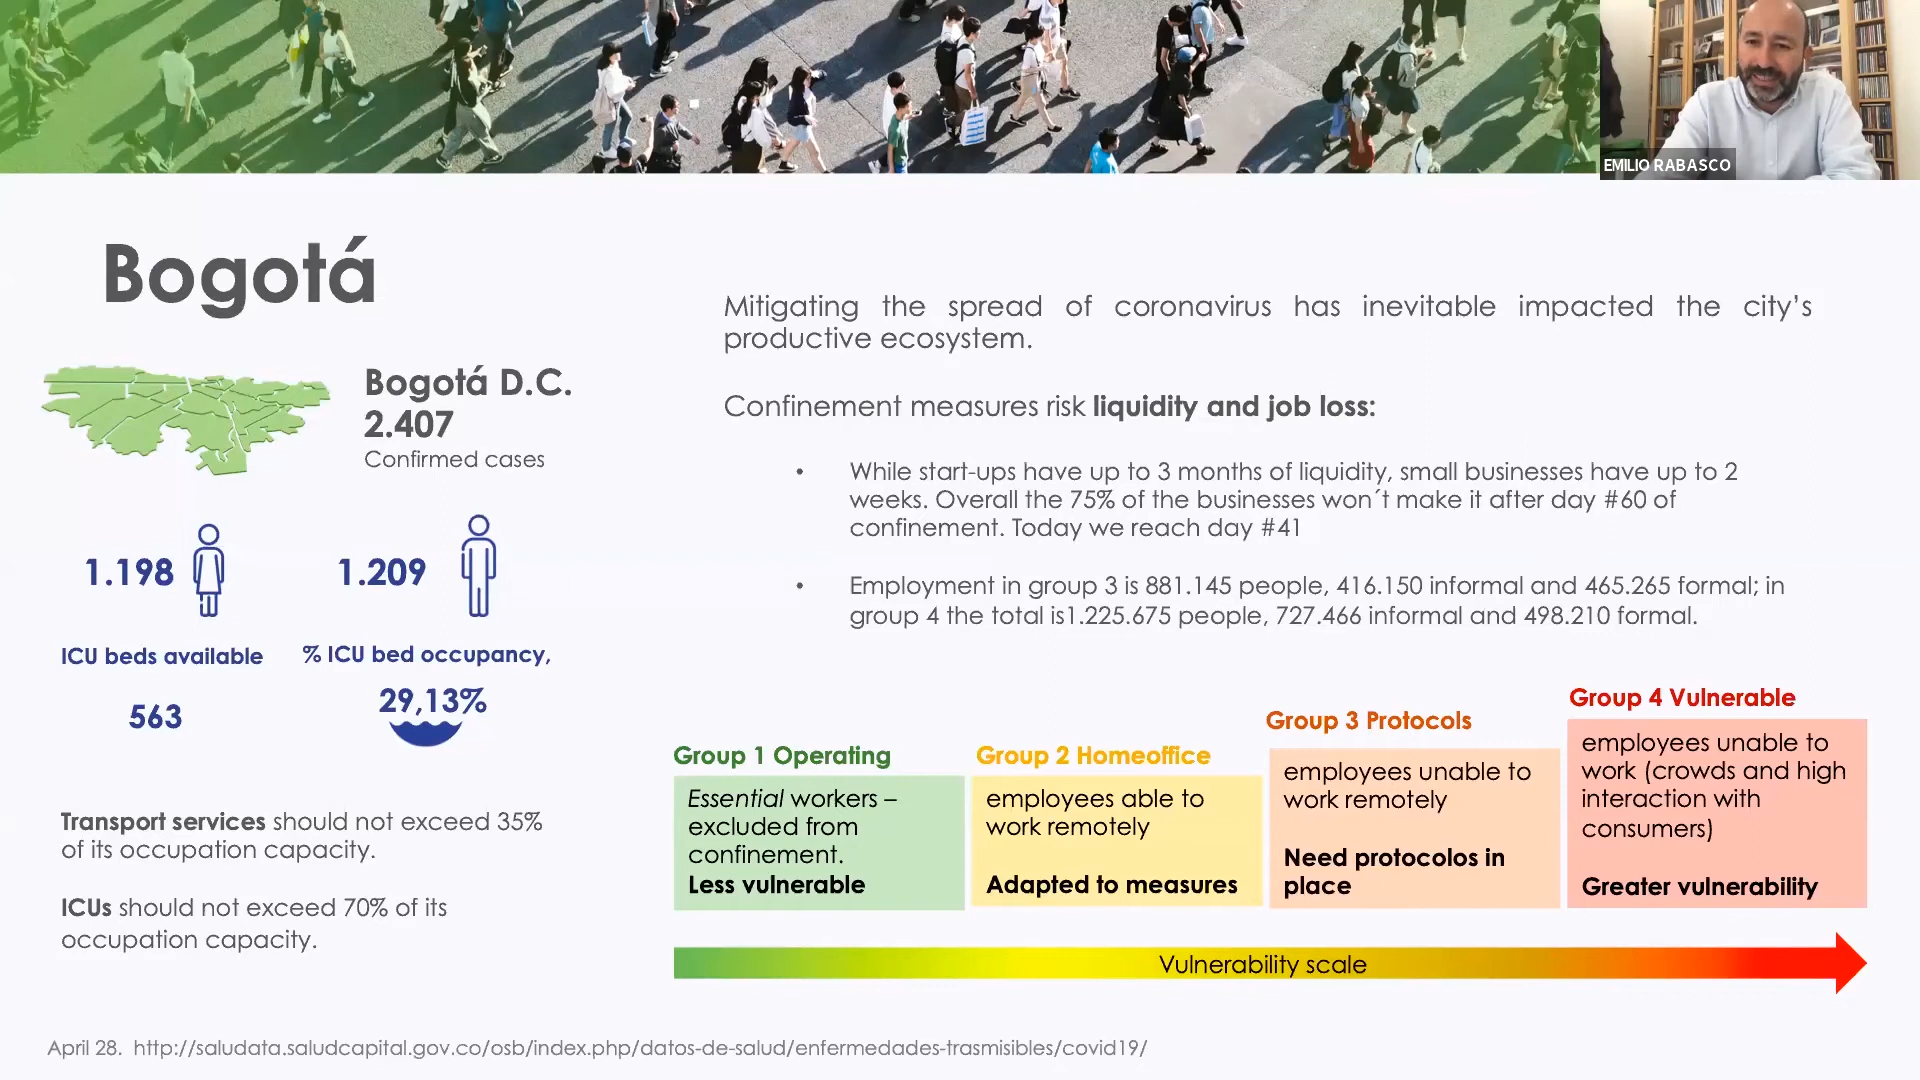 EMILIO RABASCO
Bogotá
Bogotá D.C.
2.407
Confirmed cases
1.198
1.209
ICU beds available
% ICU bed occupancy,
563
29,13%
Transport services should not exceed 35%
of its occupation capacity.
ICUs should not exceed 70% of its
occupation capacity.
Mitigating the spread of coronavirus has inevitable impacted the city’s
productive ecosystem.
Confinement measures risk liquidity and job loss:
• While start-ups have up to 3 months of liquidity, small businesses have up to 2
weeks. Overall the 75% of the businesses won´t make it after day #60 of
confinement. Today we reach day #41
• Employment in group 3 is 881.145 people, 416.150 informal and 465.265 formal; in
group 4 the total is1.225.675 people, 727.466 informal and 498.210 formal.
Group 1 Operating
Essential workers –
excluded from
confinement.
Less vulnerable
Group 2 Homeoffice
employees able to
work remotely
Adapted to measures
Group 3 Protocols
employees unable to
work remotely
Need protocolos in
place
Group 4 Vulnerable
employees unable to
work (crowds and high
interaction with
consumers)
Greater vulnerability
Vulnerability scale
April 28. http://saludata.saludcapital.gov.co/osb/index.php/datos-de-salud/enfermedades-trasmisibles/covid19/